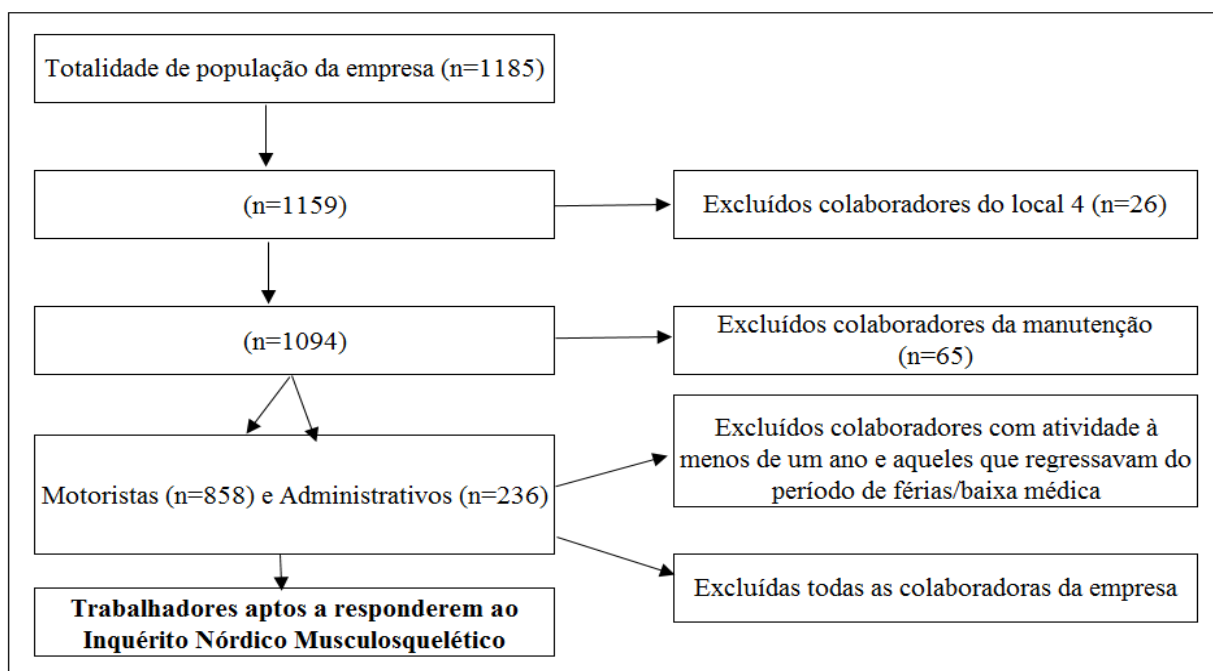 Totalidade de população da empresa (n=1185)
(n=1159)
Excluídos colaboradores do local 4 (n=26)
(n=1094)
Excluídos colaboradores da manutenção
(n=65)
Motoristas (n=858) e Administrativos (n=236)
Excluídos colaboradores com atividade à
menos de um ano e aqueles que regressavam do
período de férias/baixa médica
Excluídas todas as colaboradoras da empresa
Trabalhadores aptos a responderem ao
Inquérito Nórdico Musculosquelético